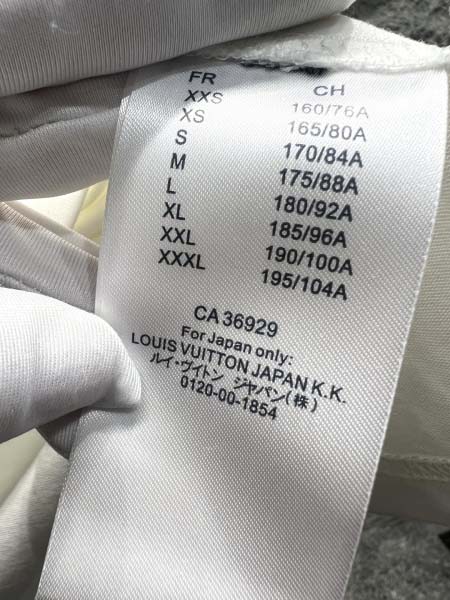 FR CH
XXS 160/76A
XS 165/80A
S 170/84A
M 175/88A
L 180/92A
XL 185/96A
XXL 190/100A
XXXL 195/104A
CA 36929
For Japan only:
LOUIS VUITTON JAPAN K.K.
ルイ・ヴィトン ジャパン(株)
0120-00-1854